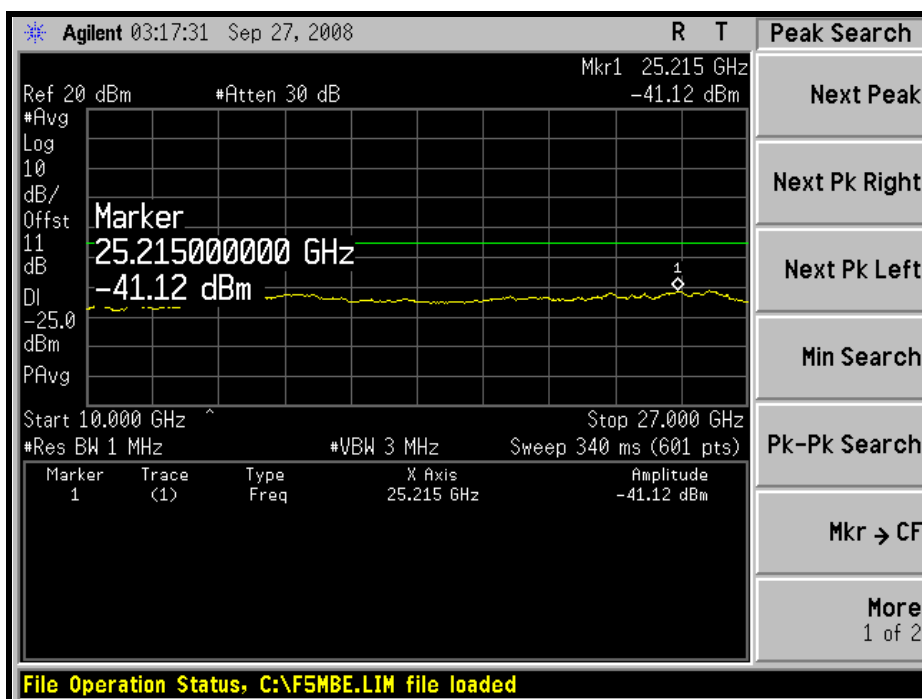 Agilent 03:17:31 Sep 27, 2008 R T
Peak Search
Mkr1 25.215 GHz
Ref 20 dBm #Atten 30 dB -41.12 dBm
#Avg
Log
10
dB/
Offst
11
dB
DI
-25.0
dBm
PAvg
Marker
25.215000000 GHz
-41.12 dBm
1
Start 10.000 GHz ^ Stop 27.000 GHz
#Res BW 1 MHz #VBW 3 MHz Sweep 340 ms (601 pts)
Marker Trace Type X Axis Amplitude
1 (1) Freq 25.215 GHz -41.12 dBm
Next Peak
Next Pk Right
Next Pk Left
Min Search
Pk-Pk Search
Mkr → CF
More
1 of 2
File Operation Status, C:\F5MBE.LIM file loaded